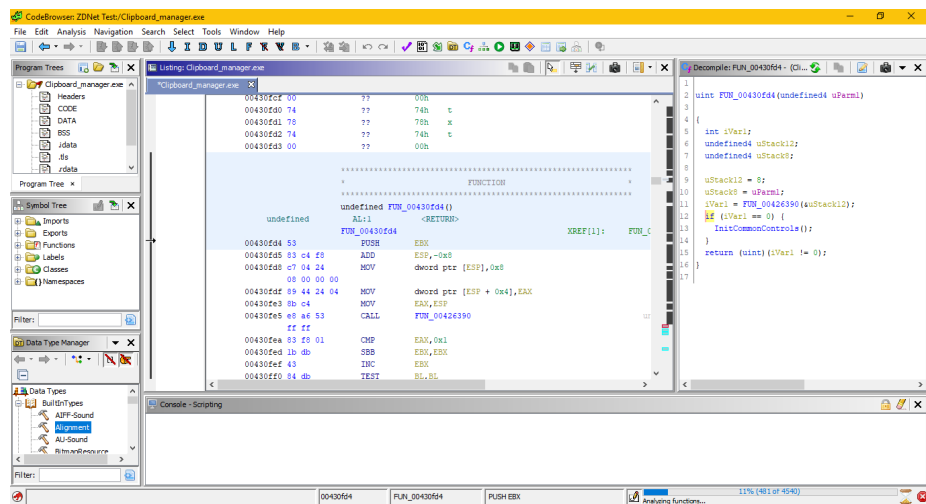 CodeBrowser: ZDNet Test:/Clipboard_manager.exe
File Edit Analysis Navigation Search Select Tools Window Help
I D U L F R V B
Program Trees
Clipboard_manager.exe
Headers
CODE
DATA
BSS
.idata
.tls
.rdata
Program Tree ×
Symbol Tree
Imports
Exports
Functions
Labels
Classes
Namespaces
Filter:
Data Type Manager
Data Types
BuiltInTypes
AIFF-Sound
Alignment
AU-Sound
BitmapResource
Filter:
Listing: Clipboard_manager.exe
*Clipboard_manager.exe
00430fcf 00 ?? 00h
00430fd0 74 ?? 74h t
00430fd1 78 ?? 78h x
00430fd2 74 ?? 74h t
00430fd3 00 ?? 00h
* FUNCTION *
undefined FUN_00430fd4()
undefined AL:1 <RETURN>
FUN_00430fd4 XREF[1]: FUN_0
00430fd4 53 PUSH EBX
00430fd5 83 c4 f8 ADD ESP,-0x8
00430fd8 c7 04 24 MOV dword ptr [ESP],0x8
08 00 00 00
00430fdf 89 44 24 04 MOV dword ptr [ESP + 0x4],EAX
00430fe3 8b c4 MOV EAX,ESP
00430fe5 e8 a6 53 CALL FUN_00426390
ff ff
00430fea 83 f8 01 CMP EAX,0x1
00430fed 1b db SBB EBX,EBX
00430fef 43 INC EBX
00430ff0 84 db TEST BL,BL
Decompile: FUN_00430fd4 - (Cli...
1
2 uint FUN_00430fd4(undefined4 uParm1)
3
4 {
5 int iVar1;
6 undefined4 uStack12;
7 undefined4 uStack8;
8
9 uStack12 = 8;
10 uStack8 = uParm1;
11 iVar1 = FUN_00426390(&uStack12);
12 if (iVar1 == 0) {
13 InitCommonControls();
14 }
15 return (uint)(iVar1 != 0);
16 }
17
Console - Scripting
00430fd4 FUN_00430fd4 PUSH EBX
11% (481 of 4540)
Analyzing functions...